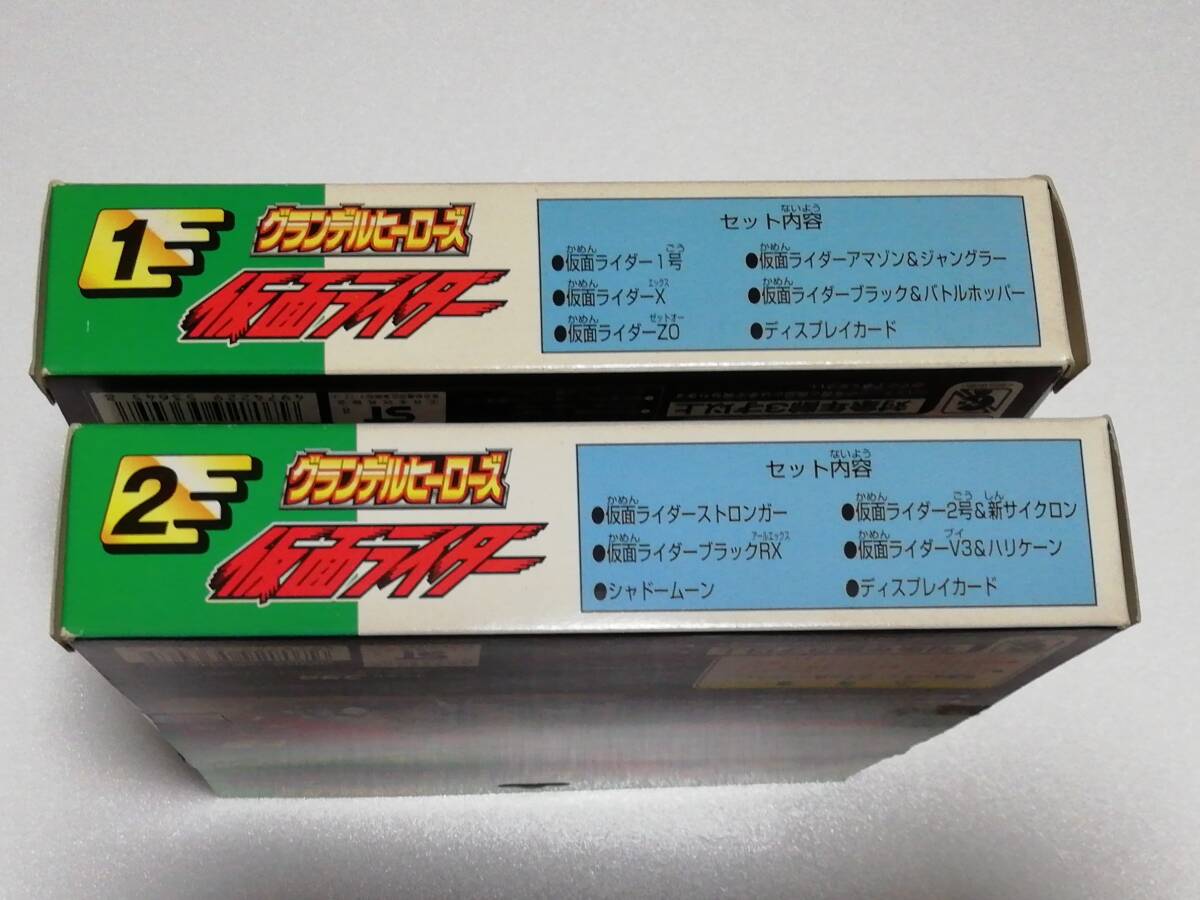 1
グランデルヒーローズ
仮面ライダー
セット内容
ないよう
●仮面ライダー1号
かめん ごう
●仮面ライダーX
かめん エックス
●仮面ライダーZO
かめん ゼットオー
●仮面ライダーアマゾン&ジャングラー
かめん
●仮面ライダーブラック&バトルホッパー
かめん
●ディスプレイカード
対象年齢3才以上
ST
2
グランデルヒーローズ
仮面ライダー
セット内容
ないよう
●仮面ライダーストロンガー
かめん
●仮面ライダーブラックRX
かめん アールエックス
●シャドームーン
●仮面ライダー2号&新サイクロン
かめん ごう しん
●仮面ライダーV3&ハリケーン
かめん ブイ
●ディスプレイカード
ST